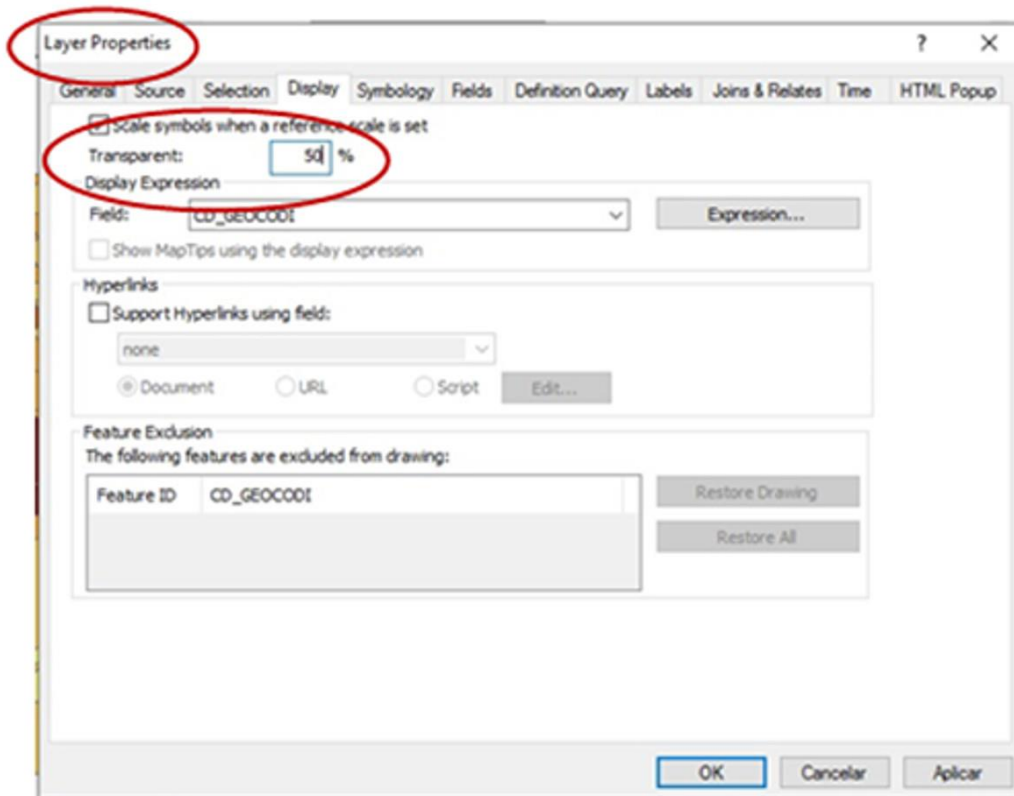 Layer Properties
General Source Selection Display Symbology Fields Definition Query Labels Joins & Relates Time HTML Popup
Scale symbols when a reference scale is set
Transparent: 50 %
Display Expression
Field: CD_GEOCODI Expression...
Show MapTips using the display expression
Hyperlinks
Support Hyperlinks using field:
none
Document URL Script Edit...
Feature Exclusion
The following features are excluded from drawing:
Feature ID CD_GEOCODI Restore Drawing
Restore All
OK Cancelar Aplicar